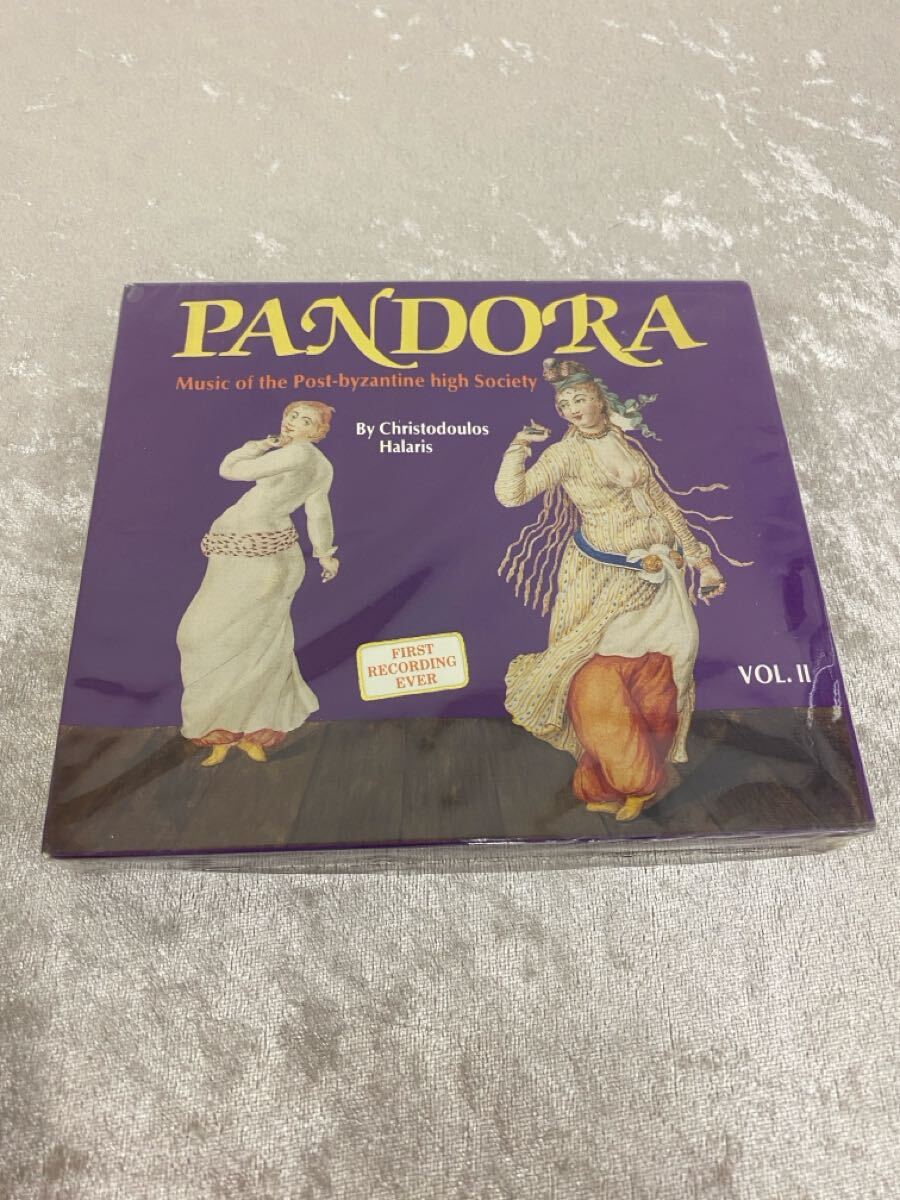 PANDORA
Music of the Post-byzantine high Society
By Christodoulos
Halaris
FIRST
RECORDING
EVER
VOL. II